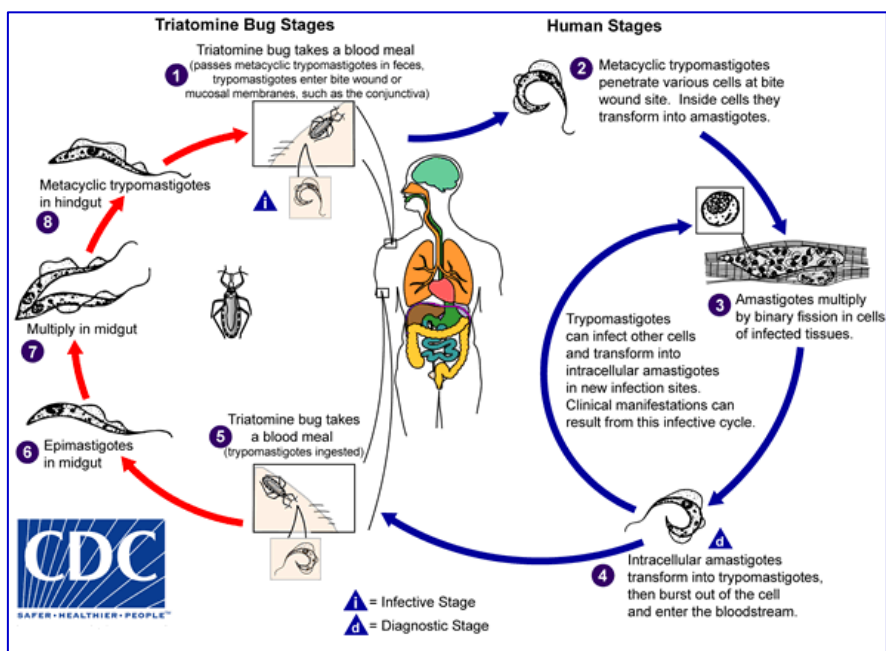 Triatomine Bug Stages
Human Stages
Triatomine bug takes a blood meal
(passes metacyclic trypomastigotes in feces,
trypomastigotes enter bite wound or
mucosal membranes, such as the conjunctiva)
1
i
2
Metacyclic trypomastigotes
penetrate various cells at bite
wound site. Inside cells they
transform into amastigotes.
3
Amastigotes multiply
by binary fission in cells
of infected tissues.
Trypomastigotes
can infect other cells
and transform into
intracellular amastigotes
in new infection sites.
Clinical manifestations can
result from this infective cycle.
d
4
Intracellular amastigotes
transform into trypomastigotes,
then burst out of the cell
and enter the bloodstream.
5
Triatomine bug takes
a blood meal
(trypomastigotes ingested)
6
Epimastigotes
in midgut
Multiply in midgut
7
Metacyclic trypomastigotes
in hindgut
8
CDC
SAFER•HEALTHIER•PEOPLE™
i = Infective Stage
d = Diagnostic Stage